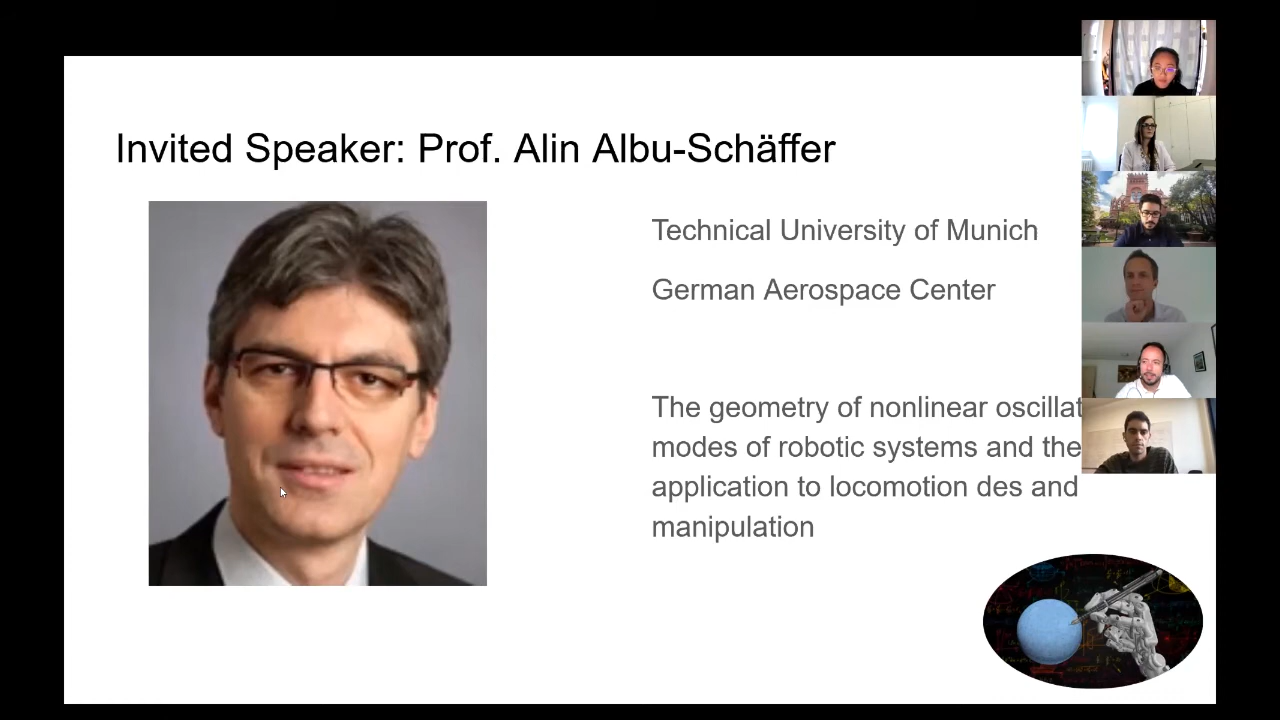 Invited Speaker: Prof. Alin Albu-Schäffer
Technical University of Munich
German Aerospace Center
The geometry of nonlinear oscillat
modes of robotic systems and the
application to locomotion des and
manipulation